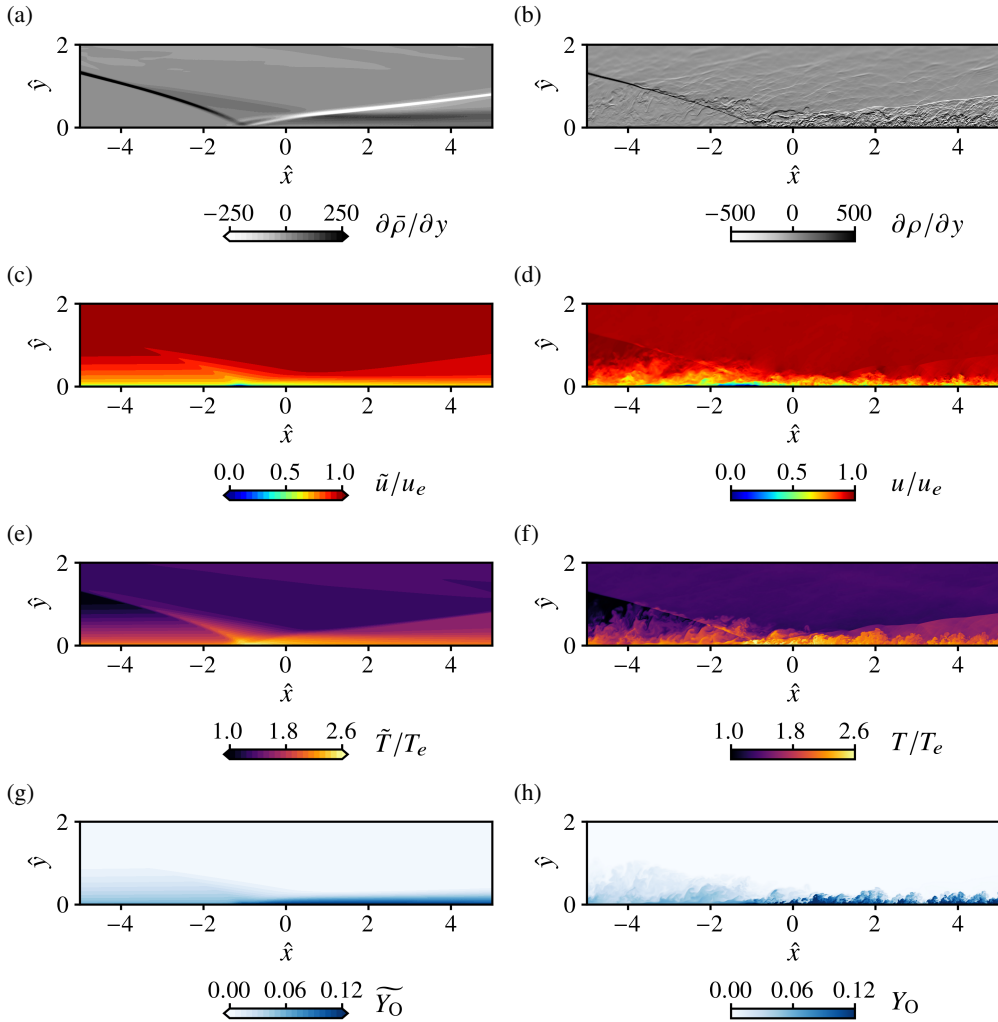 (a) (b)
2 2
ŷ ŷ
0 0
−4 −2 0 2 4 −4 −2 0 2 4
x̂ x̂
−250 0 250 ∂ρ̄/∂y −500 0 500 ∂ρ/∂y
(c) (d)
2 2
ŷ ŷ
0 0
−4 −2 0 2 4 −4 −2 0 2 4
x̂ x̂
0.0 0.5 1.0 ũ/u_e 0.0 0.5 1.0 u/u_e
(e) (f)
2 2
ŷ ŷ
0 0
−4 −2 0 2 4 −4 −2 0 2 4
x̂ x̂
1.0 1.8 2.6 T̃/T_e 1.0 1.8 2.6 T/T_e
(g) (h)
2 2
ŷ ŷ
0 0
−4 −2 0 2 4 −4 −2 0 2 4
x̂ x̂
0.00 0.06 0.12 Ỹ_O 0.00 0.06 0.12 Y_O